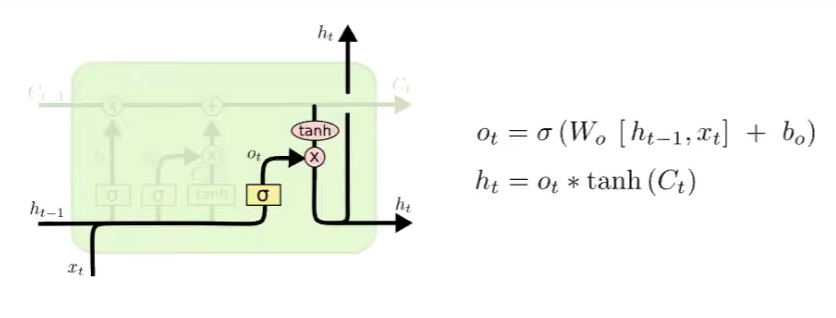 h_t
C_{t-1} × + C_t
tanh
o_t ×
σ σ tanh σ
h_{t-1} h_t
x_t
o_t = σ (W_o [h_{t-1}, x_t] + b_o)
h_t = o_t * tanh (C_t)